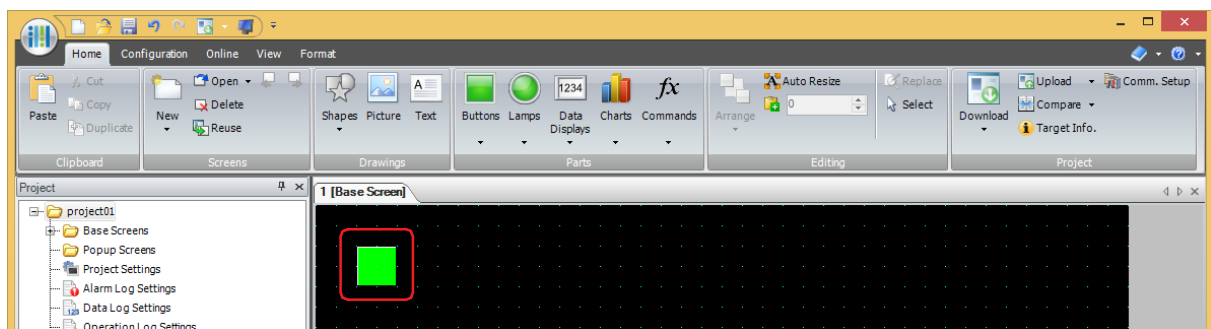 Home Configuration Online View Format
Cut
Copy
Duplicate
Paste
Clipboard
New
Open
Delete
Reuse
Screens
Shapes Picture Text
Drawings
A
1234
fx
Buttons Lamps Data Displays Charts Commands
Parts
Arrange
Auto Resize
0
Replace
Select
Editing
Download
Upload
Compare
Target Info.
Comm. Setup
Project
Project
1 [Base Screen]
project01
Base Screens
Popup Screens
Project Settings
Alarm Log Settings
Data Log Settings
Operation Log Settings